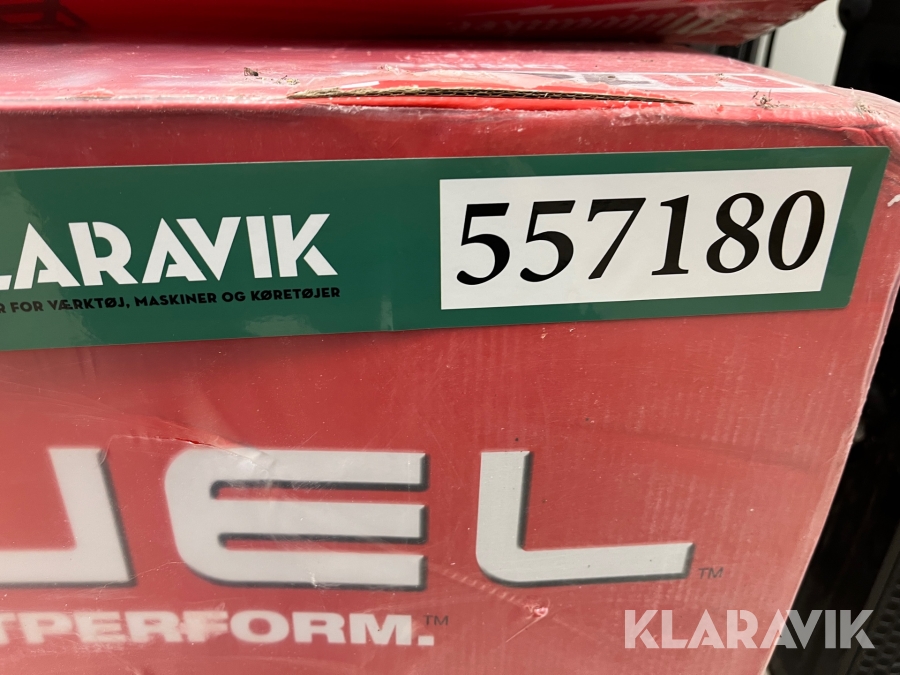 LARAVIK
R FOR VÆRKTØJ, MASKINER OG KØRETØJER
557180
UEL™
TPERFORM.™
KLARAVIK